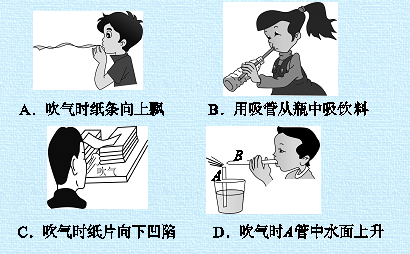 A．吹气时纸条向上飘
B．用吸管从瓶中吸饮料
吹气
B
A
C．吹气时纸片向下凹陷
D．吹气时A管中水面上升